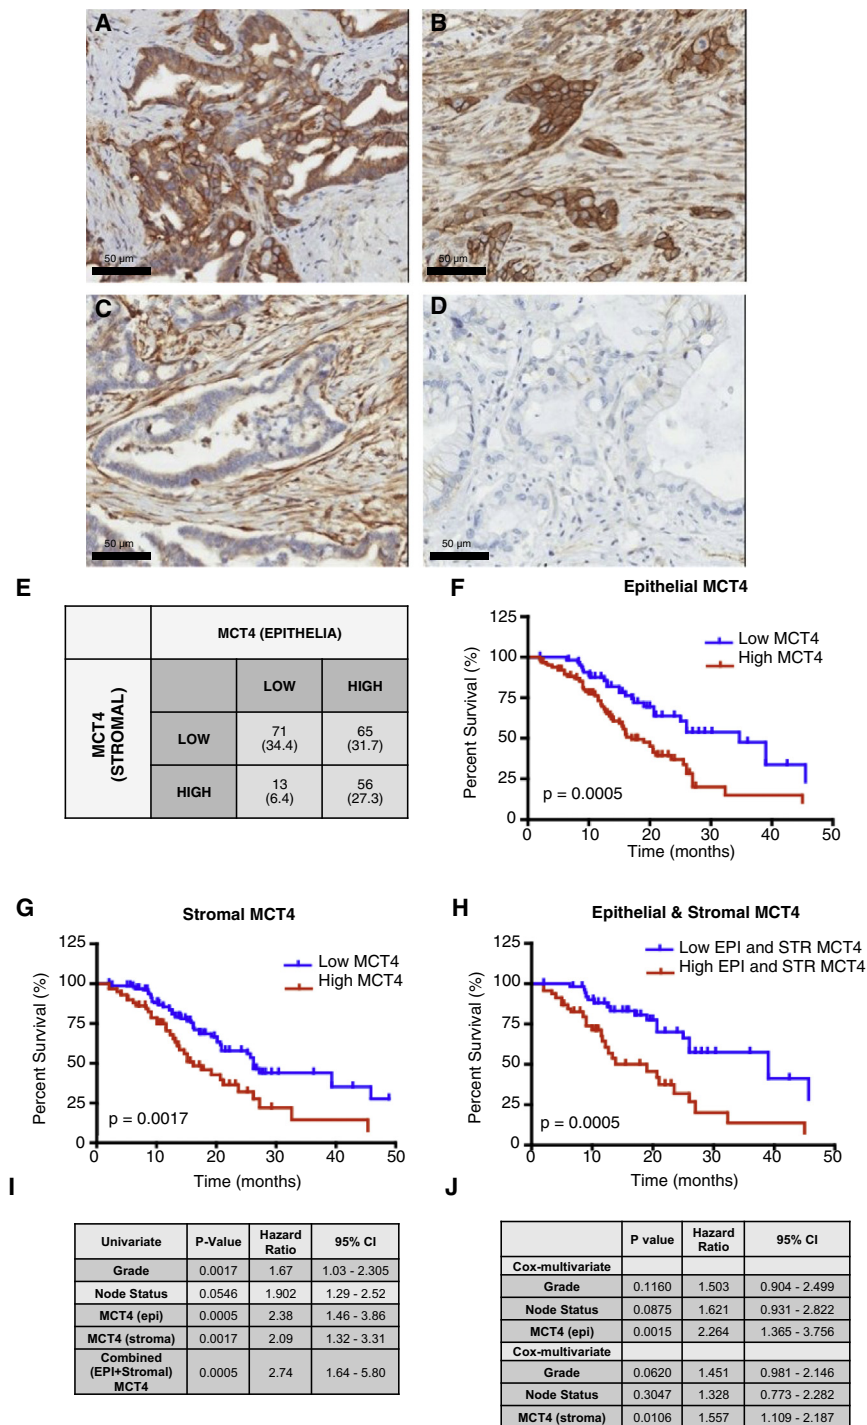 A
B
50 µm
50 µm
C
D
50 µm
50 µm
E
MCT4 (EPITHELIA)
MCT4
(STROMAL)
LOW
HIGH
LOW
71
(34.4)
65
(31.7)
HIGH
13
(6.4)
56
(27.3)
F
Epithelial MCT4
Percent Survival (%)
125
100
75
50
25
0
Low MCT4
High MCT4
p = 0.0005
0 10 20 30 40 50
Time (months)
G
Stromal MCT4
Percent Survival (%)
125
100
75
50
25
0
Low MCT4
High MCT4
p = 0.0017
0 10 20 30 40 50
Time (months)
H
Epithelial & Stromal MCT4
Percent Survival (%)
125
100
75
50
25
0
Low EPI and STR MCT4
High EPI and STR MCT4
p = 0.0005
0 10 20 30 40 50
Time (months)
I
Univariate P-Value Hazard Ratio 95% CI
Grade 0.0017 1.67 1.03 - 2.305
Node Status 0.0546 1.902 1.29 - 2.52
MCT4 (epi) 0.0005 2.38 1.46 - 3.86
MCT4 (stroma) 0.0017 2.09 1.32 - 3.31
Combined
(EPI+Stromal)
MCT4
0.0005 2.74 1.64 - 5.80
J
P value Hazard Ratio 95% CI
Cox-multivariate
Grade 0.1160 1.503 0.904 - 2.499
Node Status 0.0875 1.621 0.931 - 2.822
MCT4 (epi) 0.0015 2.264 1.365 - 3.756
Cox-multivariate
Grade 0.0620 1.451 0.981 - 2.146
Node Status 0.3047 1.328 0.773 - 2.282
MCT4 (stroma) 0.0106 1.557 1.109 - 2.187